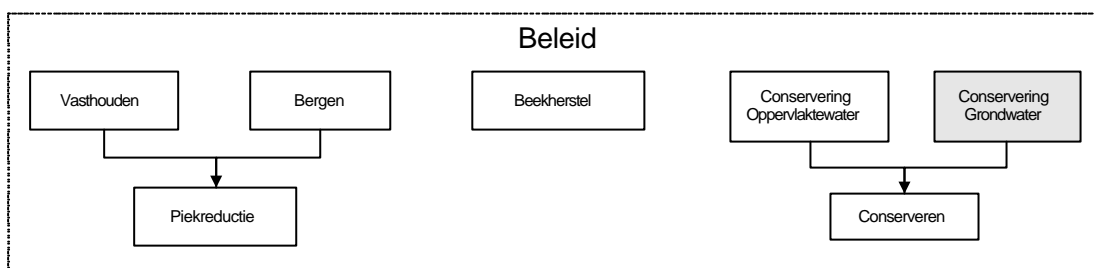 Beleid
Vasthouden
Bergen
Beekherstel
Conservering
Oppervlaktewater
Conservering
Grondwater
Piekreductie
Conserveren